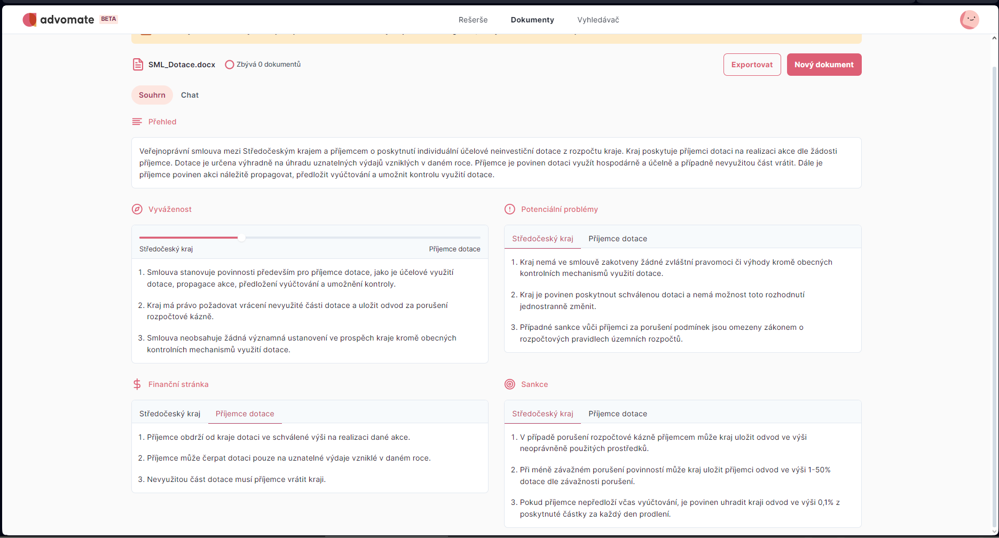 advomate BETA
Rešerše Dokumenty Vyhledávač
SML_Dotace.docx Zbývá 0 dokumentů Exportovat Nový dokument
Souhrn Chat
Přehled
Veřejnoprávní smlouva mezi Středočeským krajem a příjemcem o poskytnutí individuální účelové neinvestiční dotace z rozpočtu kraje. Kraj poskytuje příjemci dotaci na realizaci akce dle žádosti
příjemce. Dotace je určena výhradně na úhradu uznatelných výdajů vzniklých v daném roce. Příjemce je povinen dotaci využít hospodárně a účelně a případně nevyužitou část vrátit. Dále je
příjemce povinen akci náležitě propagovat, předložit vyúčtování a umožnit kontrolu využití dotace.
Vyváženost
Středočeský kraj Příjemce dotace
1. Smlouva stanovuje povinnosti především pro příjemce dotace, jako je účelové využití
dotace, propagace akce, předložení vyúčtování a umožnění kontroly.
2. Kraj má právo požadovat vrácení nevyužité části dotace a uložit odvod za porušení
rozpočtové kázně.
3. Smlouva neobsahuje žádná významná ustanovení ve prospěch kraje kromě obecných
kontrolních mechanismů využití dotace.
Potenciální problémy
Středočeský kraj Příjemce dotace
1. Kraj nemá ve smlouvě zakotveny žádné zvláštní pravomoci či výhody kromě obecných
kontrolních mechanismů využití dotace.
2. Kraj je povinen poskytnout schválenou dotaci a nemá možnost toto rozhodnutí
jednostranně změnit.
3. Případné sankce vůči příjemci za porušení podmínek jsou omezeny zákonem o
rozpočtových pravidlech územních rozpočtů.
Finanční stránka
Středočeský kraj Příjemce dotace
1. Příjemce obdrží od kraje dotaci ve schválené výši na realizaci dané akce.
2. Příjemce může čerpat dotaci pouze na uznatelné výdaje vzniklé v daném roce.
3. Nevyužitou část dotace musí příjemce vrátit kraji.
Sankce
Středočeský kraj Příjemce dotace
1. V případě porušení rozpočtové kázně příjemcem může kraj uložit odvod ve výši
neoprávněně použitých prostředků.
2. Při méně závažném porušení povinností může kraj uložit příjemci odvod ve výši 1-50%
dotace dle závažnosti porušení.
3. Pokud příjemce nepředloží včas vyúčtování, je povinen uhradit kraji odvod ve výši 0,1% z
poskytnuté částky za každý den prodlení.